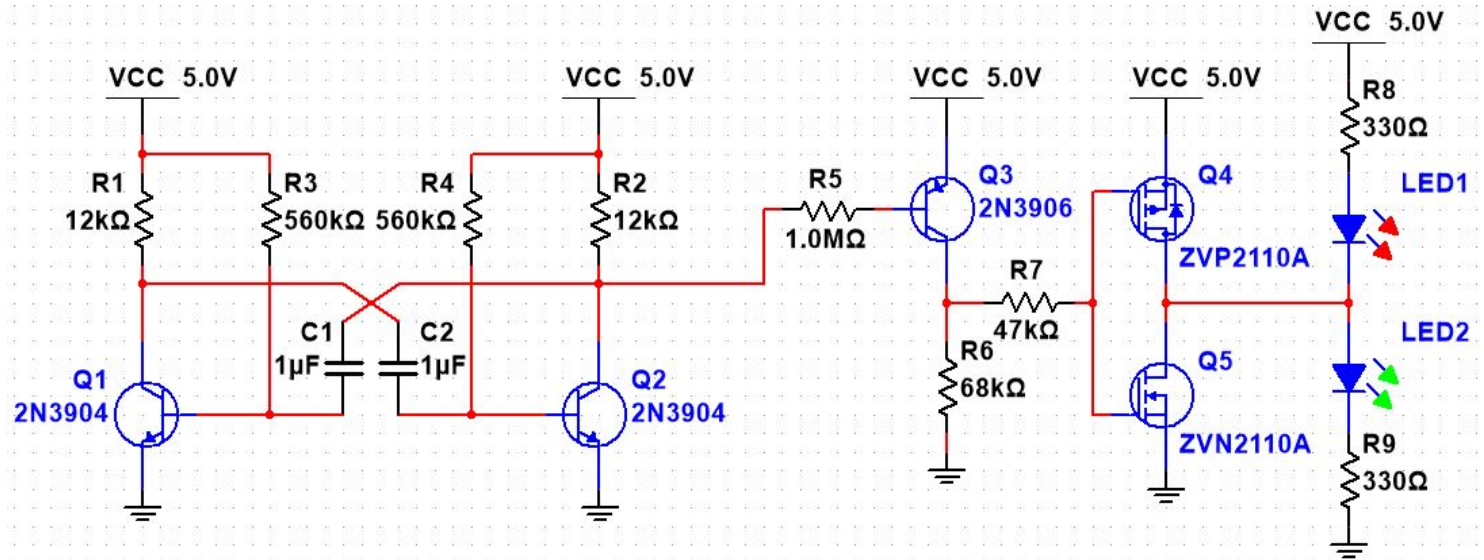 VCC 5.0V
VCC 5.0V
VCC 5.0V
VCC 5.0V
VCC 5.0V
R8
330Ω
R1
12kΩ
R3
560kΩ
R4
560kΩ
R2
12kΩ
R5
1.0MΩ
Q3
2N3906
Q4
ZVP2110A
LED1
R7
47kΩ
C1
1µF
C2
1µF
R6
68kΩ
LED2
Q1
2N3904
Q2
2N3904
Q5
ZVN2110A
R9
330Ω